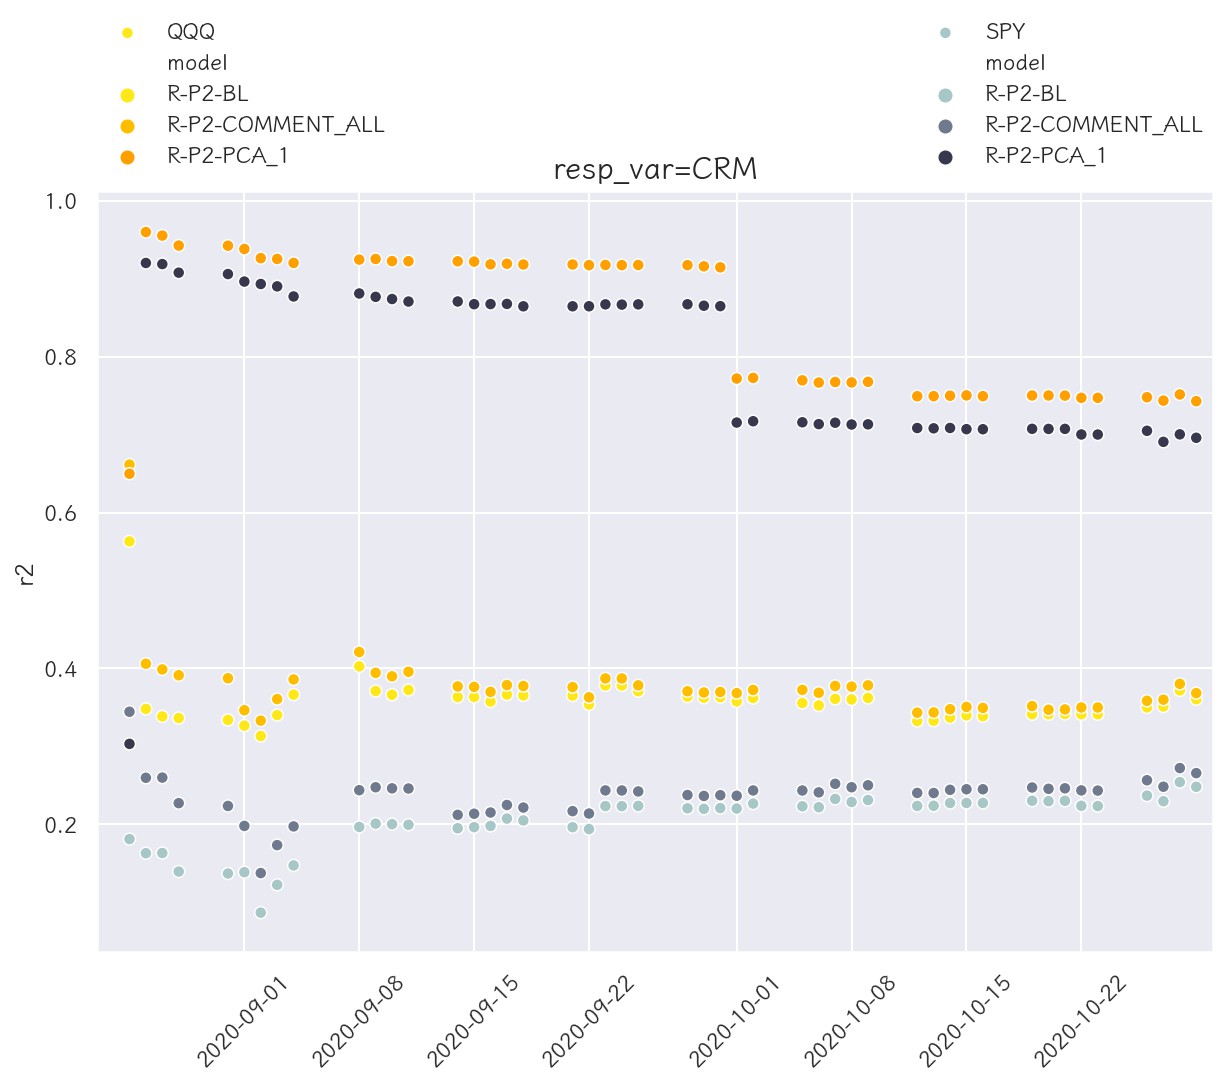 QQQ
model
R-P2-BL
R-P2-COMMENT_ALL
R-P2-PCA_1
SPY
model
R-P2-BL
R-P2-COMMENT_ALL
R-P2-PCA_1
resp_var=CRM
1.0
0.8
0.6
0.4
0.2
r2
2020-09-01
2020-09-08
2020-09-15
2020-09-22
2020-10-01
2020-10-08
2020-10-15
2020-10-22